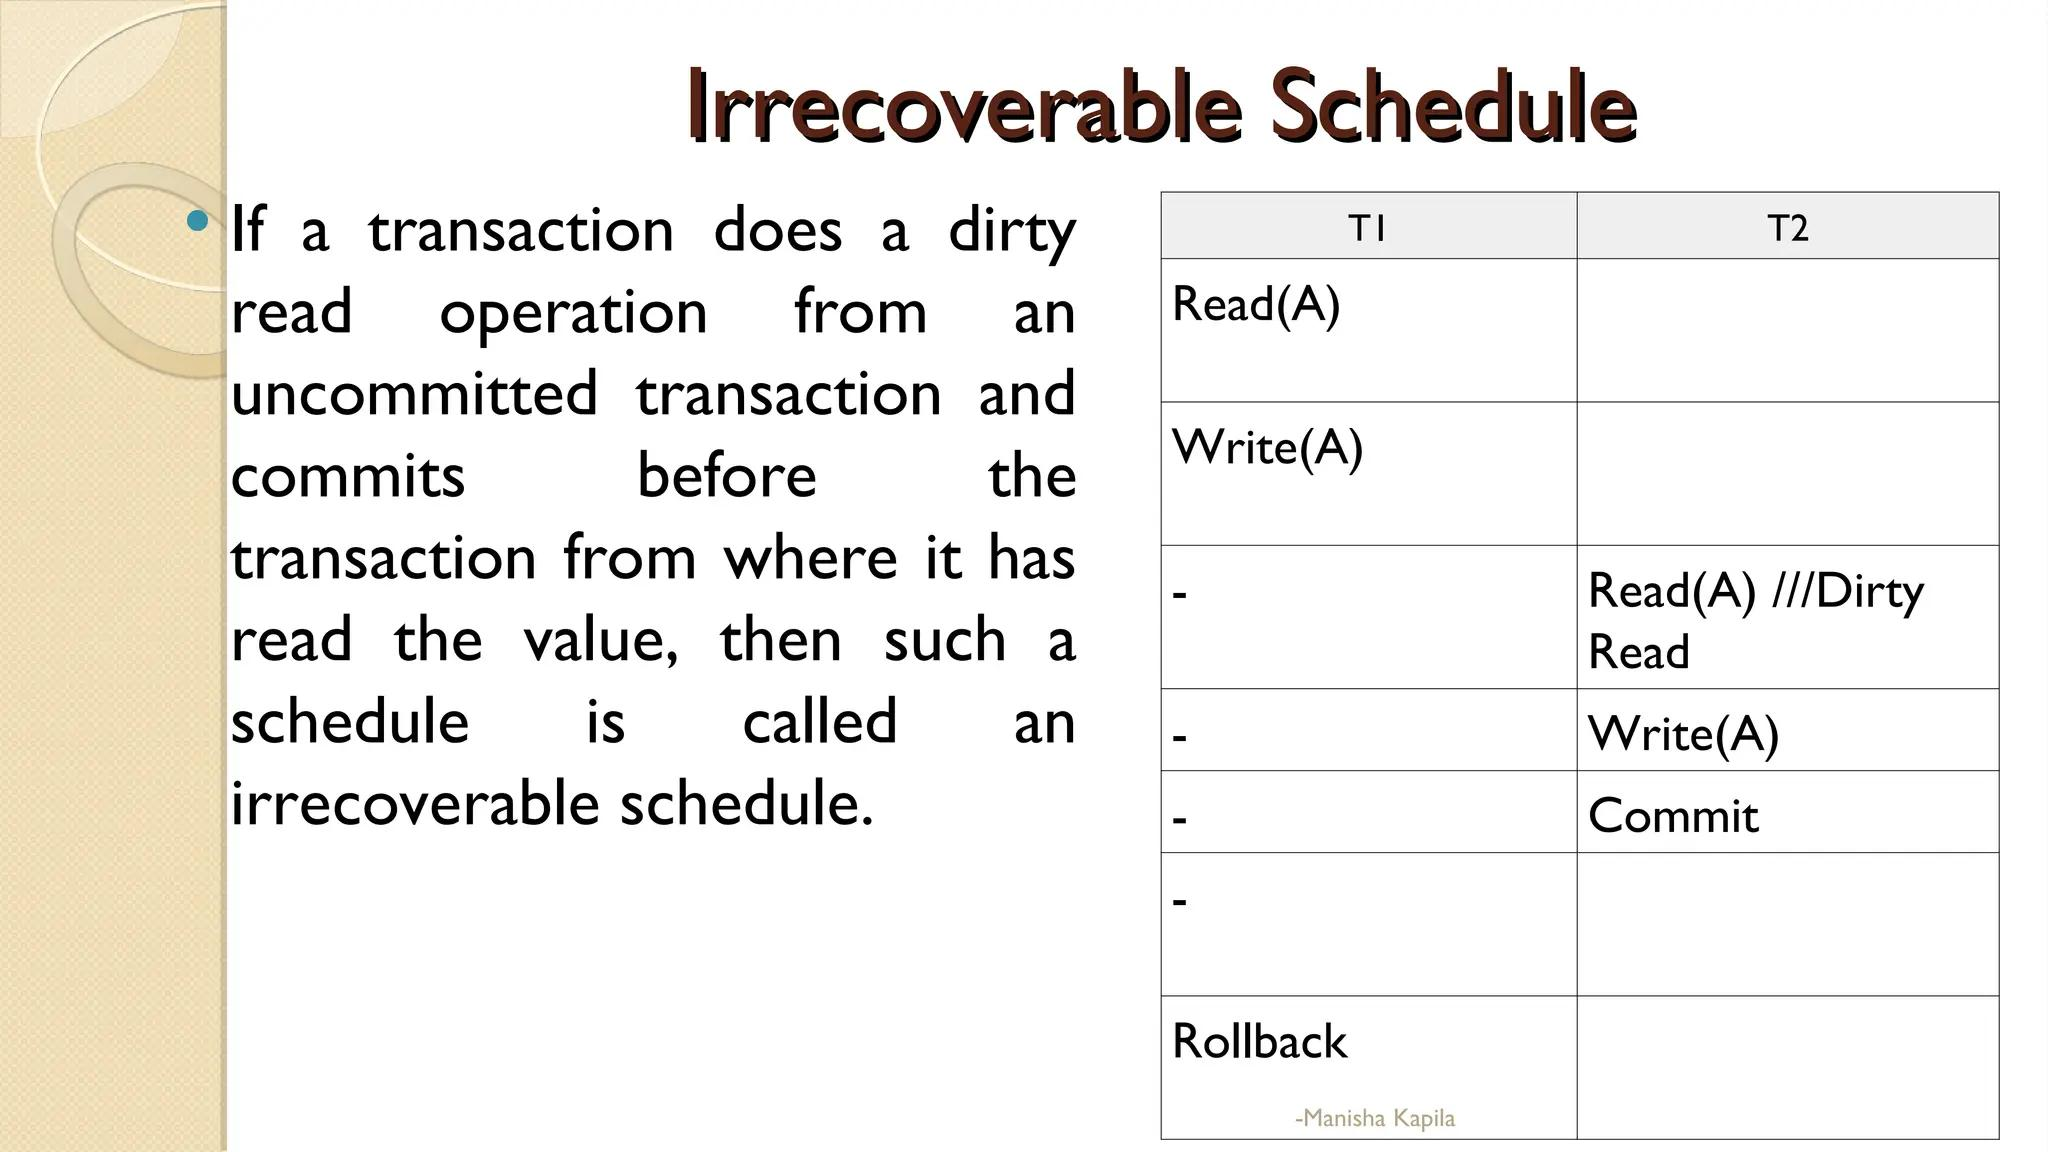 Irrecoverable Schedule
• If a transaction does a dirty
read operation from an
uncommitted transaction and
commits before the
transaction from where it has
read the value, then such a
schedule is called an
irrecoverable schedule.
T1 T2
Read(A)
Write(A)
- Read(A) ///Dirty
Read
- Write(A)
- Commit
-
Rollback
-Manisha Kapila